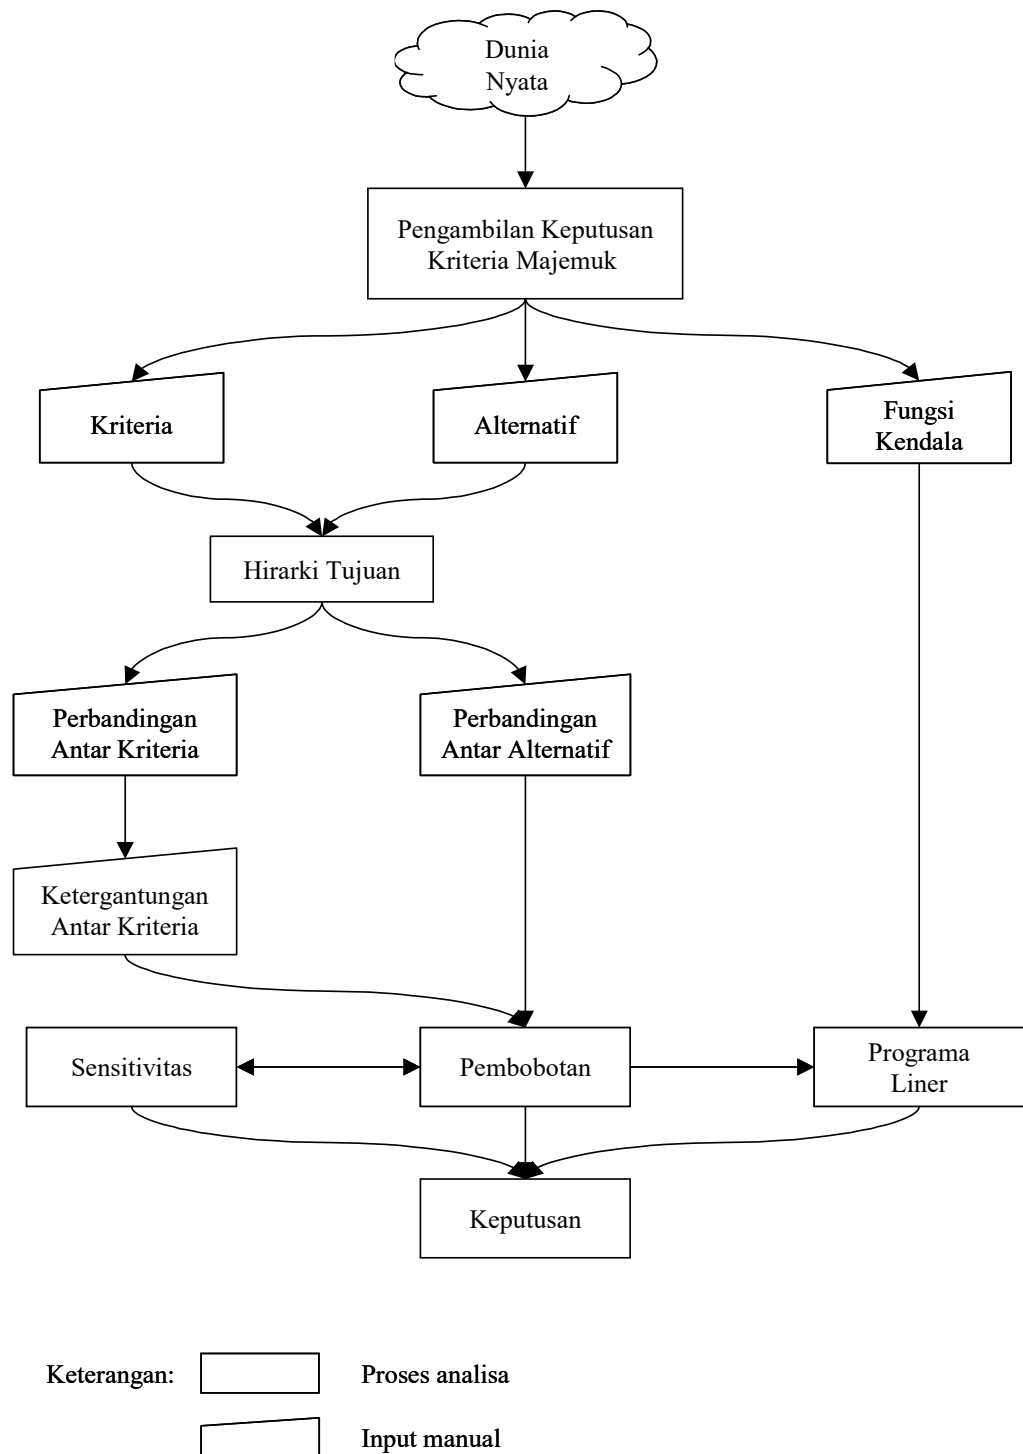 Dunia
Nyata
Pengambilan Keputusan
Kriteria Majemuk
Kriteria
Alternatif
Fungsi
Kendala
Hirarki Tujuan
Perbandingan
Antar Kriteria
Perbandingan
Antar Alternatif
Ketergantungan
Antar Kriteria
Sensitivitas
Pembobotan
Programa
Liner
Keputusan
Keterangan:
Proses analisa
Input manual